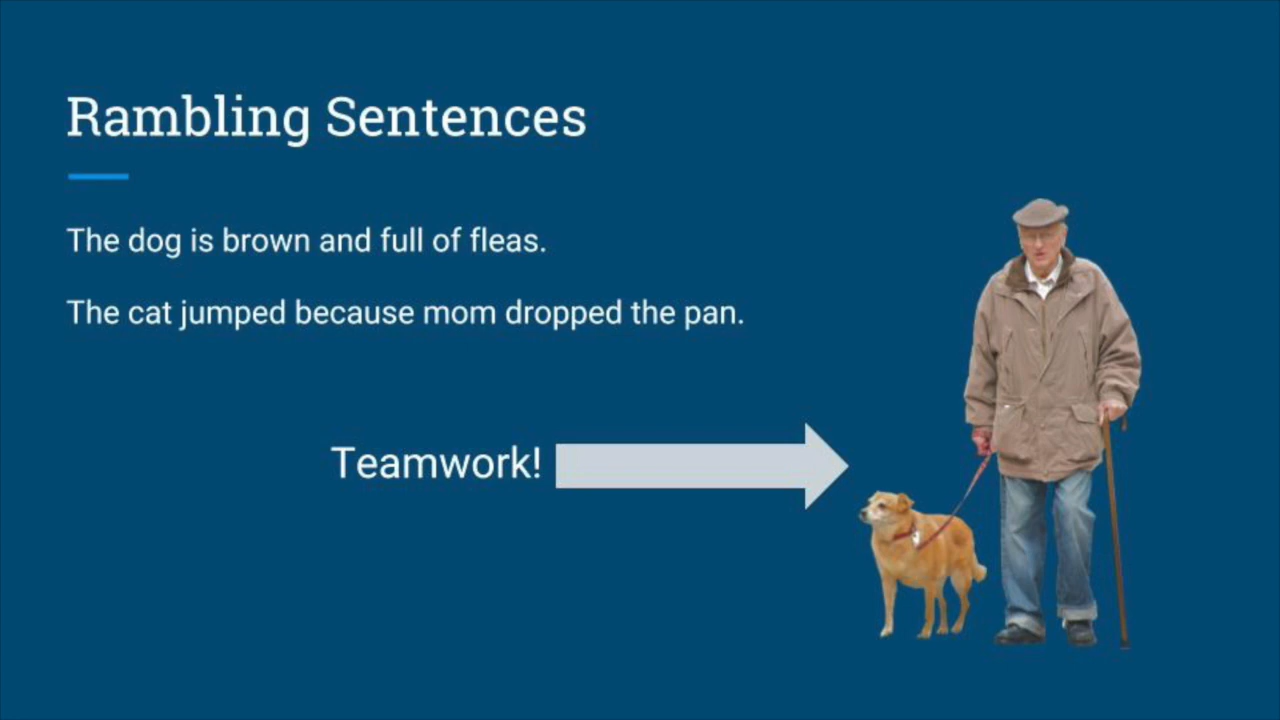 Rambling Sentences
The dog is brown and full of fleas.
The cat jumped because mom dropped the pan.
Teamwork!